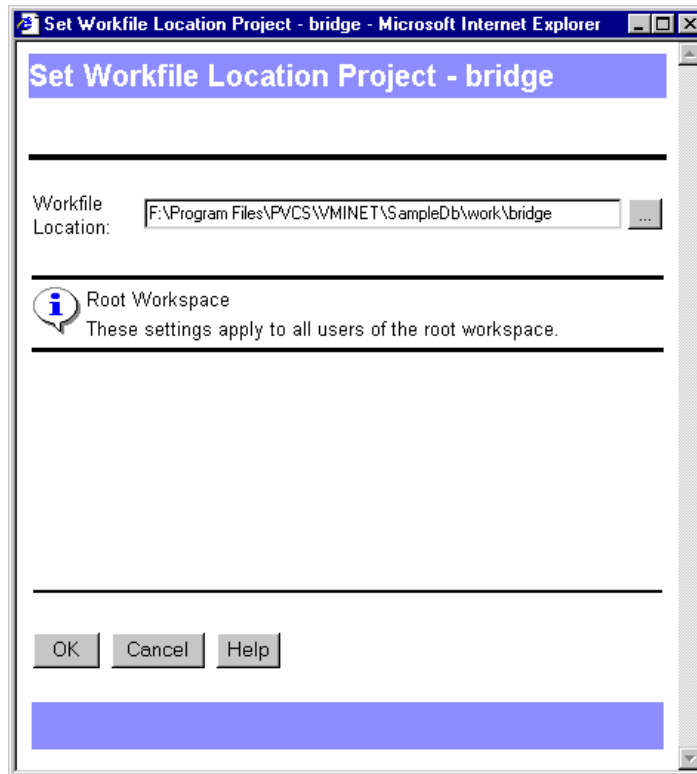 Set Workfile Location Project - bridge - Microsoft Internet Explorer
Set Workfile Location Project - bridge
Workfile
Location:
F:\Program Files\PVCS\VMINET\SampleDb\work\bridge
...
Root Workspace
These settings apply to all users of the root workspace.
OK Cancel Help